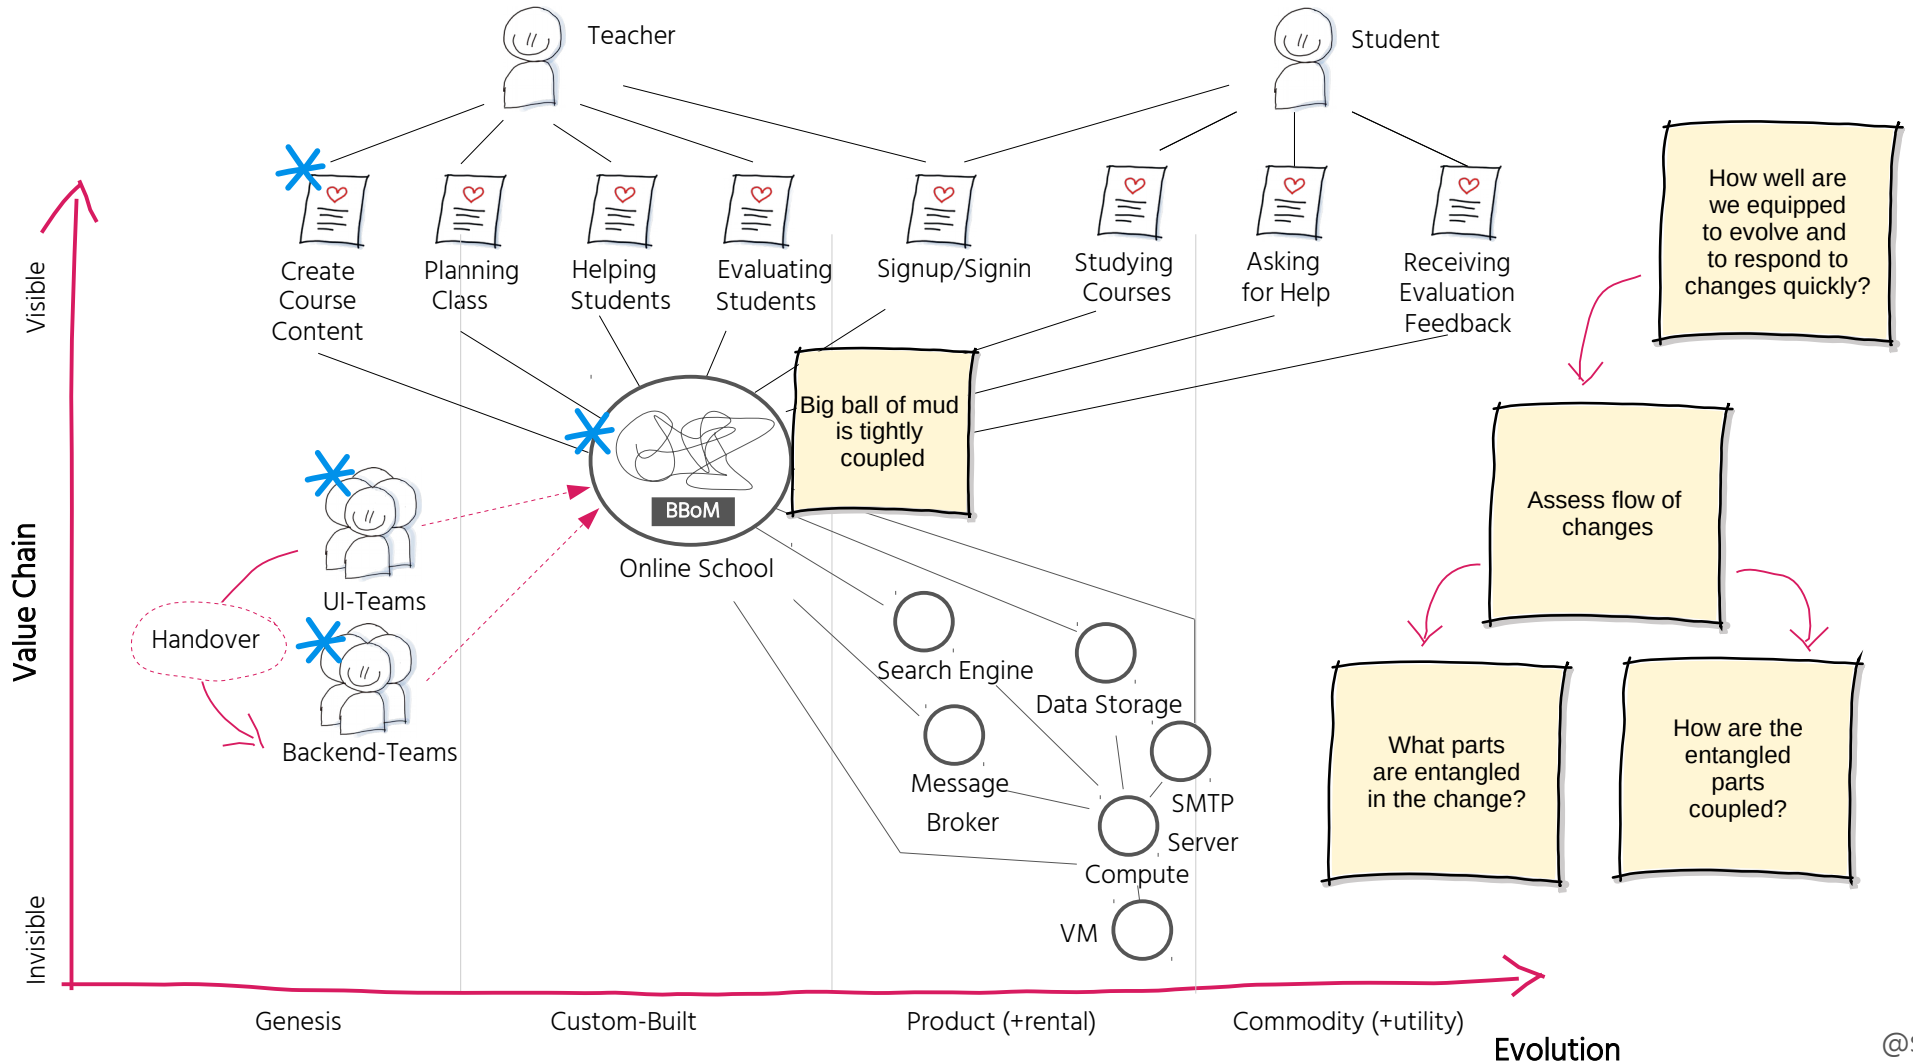 Teacher
Student
Create
Course
Content
Planning
Class
Helping
Students
Evaluating
Students
Signup/Signin
Studying
Courses
Asking
for Help
Receiving
Evaluation
Feedback
How well are
we equipped
to evolve and
to respond to
changes quickly?
Visible
Value Chain
Invisible
Big ball of mud
is tightly
coupled
BBoM
Online School
Assess flow of
changes
UI-Teams
Handover
Backend-Teams
Search Engine
Data Storage
Message
Broker
SMTP
Server
Compute
VM
What parts
are entangled
in the change?
How are the
entangled
parts
coupled?
Genesis
Custom-Built
Product (+rental)
Commodity (+utility)
Evolution